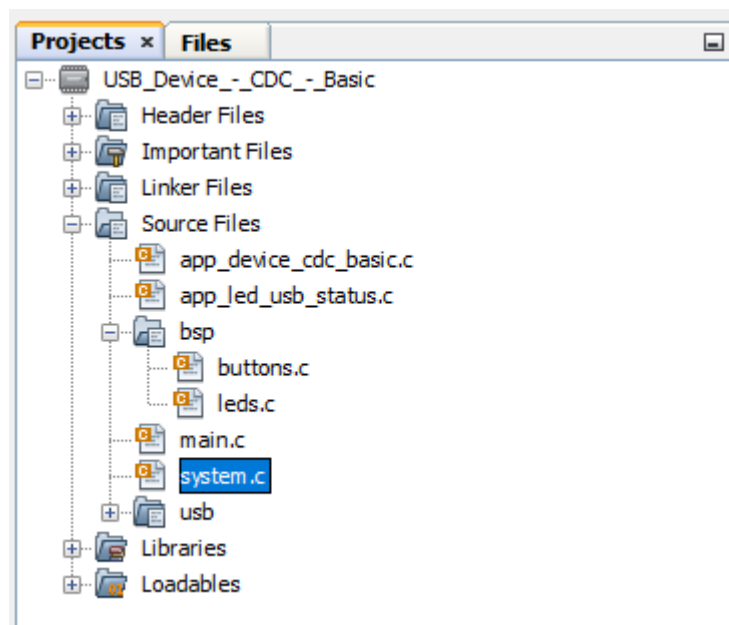 Projects × Files
USB_Device_-_CDC_-_Basic
Header Files
Important Files
Linker Files
Source Files
app_device_cdc_basic.c
app_led_usb_status.c
bsp
buttons.c
leds.c
main.c
system.c
usb
Libraries
Loadables